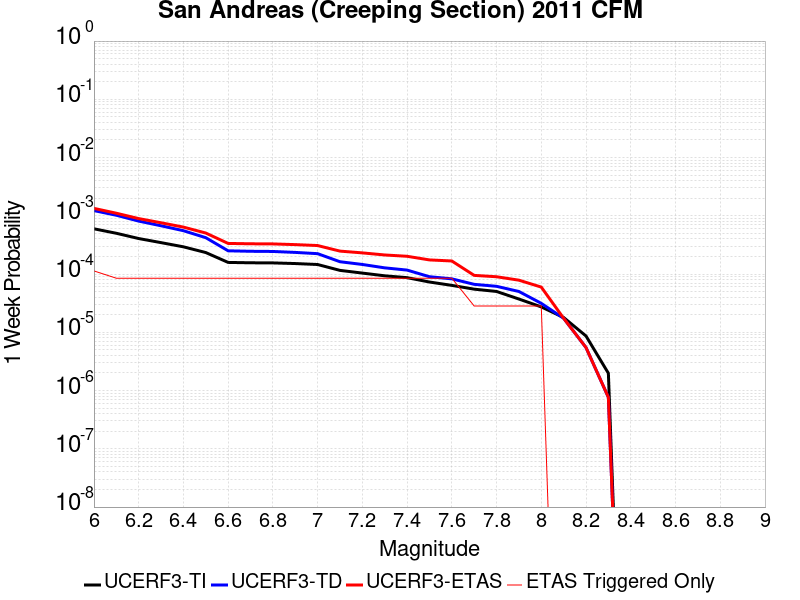 San Andreas (Creeping Section) 2011 CFM
10 0
10 -1
10 -2
10 -3
10 -4
10 -5
10 -6
10 -7
10 -8
1 Week Probability
6 6.2 6.4 6.6 6.8 7 7.2 7.4 7.6 7.8 8 8.2 8.4 8.6 8.8 9
Magnitude
UCERF3-TI UCERF3-TD UCERF3-ETAS ETAS Triggered Only